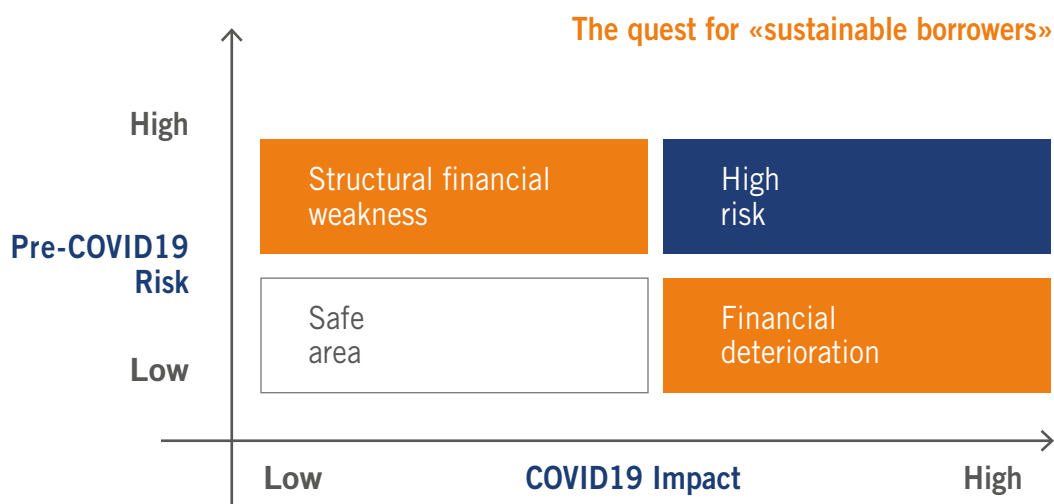 The quest for «sustainable borrowers»
High
Structural financial
weakness
High
risk
Pre-COVID19
Risk
Safe
area
Financial
deterioration
Low
Low
COVID19 Impact
High